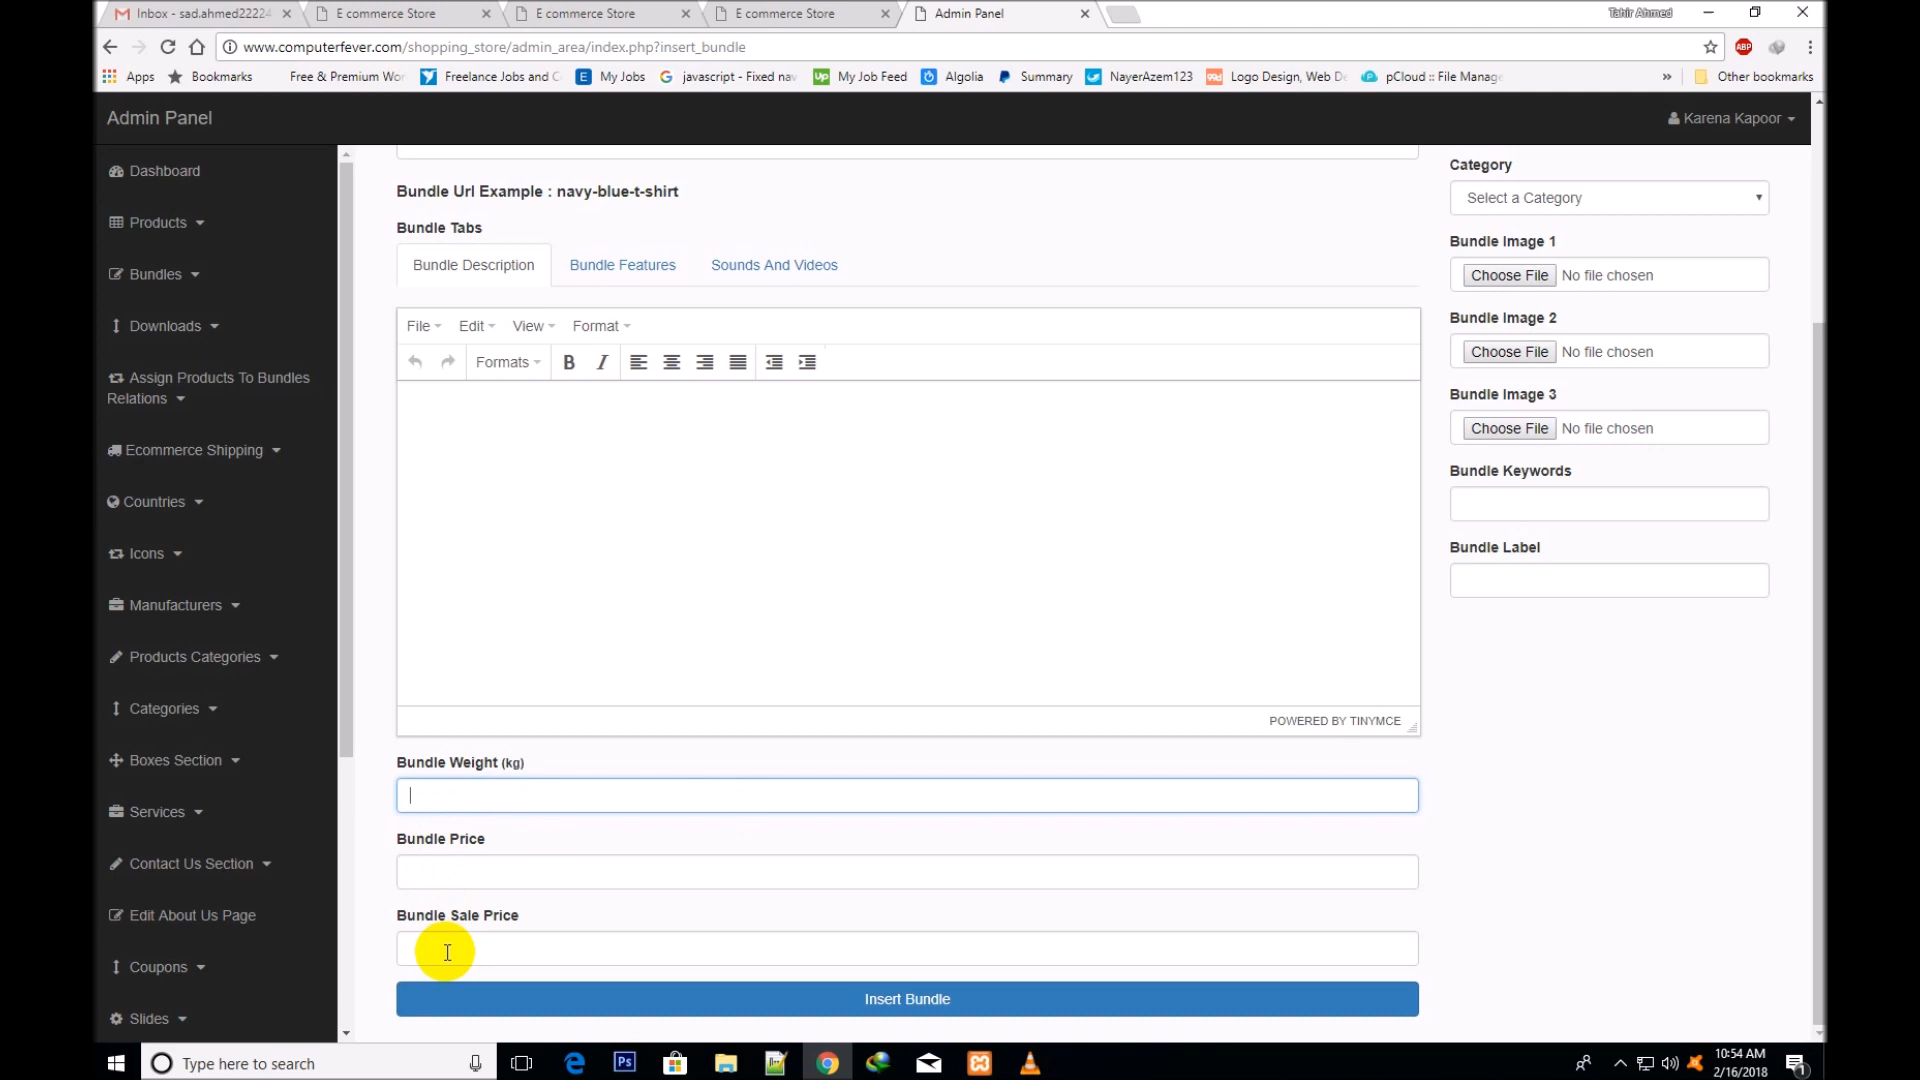 Inbox - sad.ahmed22224
E commerce Store
E commerce Store
E commerce Store
Admin Panel
Tahir Ahmed
www.computerfever.com/shopping_store/admin_area/index.php?insert_bundle
ABP
Apps
Bookmarks
Free & Premium Wo
Freelance Jobs and
My Jobs
javascript - Fixed na
My Job Feed
Algolia
Summary
NayerAzem123
Logo Design, Web D
pCloud :: File Manage
»
Other bookmarks
Admin Panel
Karena Kapoor
Dashboard
Products
Bundles
Downloads
Assign Products To Bundles
Relations
Ecommerce Shipping
Countries
Icons
Manufacturers
Products Categories
Categories
Boxes Section
Services
Contact Us Section
Edit About Us Page
Coupons
Slides
Bundle Url Example : navy-blue-t-shirt
Bundle Tabs
Bundle Description
Bundle Features
Sounds And Videos
File
Edit
View
Format
Formats
B
I
POWERED BY TINYMCE
Bundle Weight (kg)
Bundle Price
Bundle Sale Price
Insert Bundle
Category
Select a Category
Bundle Image 1
Choose File No file chosen
Bundle Image 2
Choose File No file chosen
Bundle Image 3
Choose File No file chosen
Bundle Keywords
Bundle Label
Type here to search
Ps
10:54 AM
2/16/2018
1